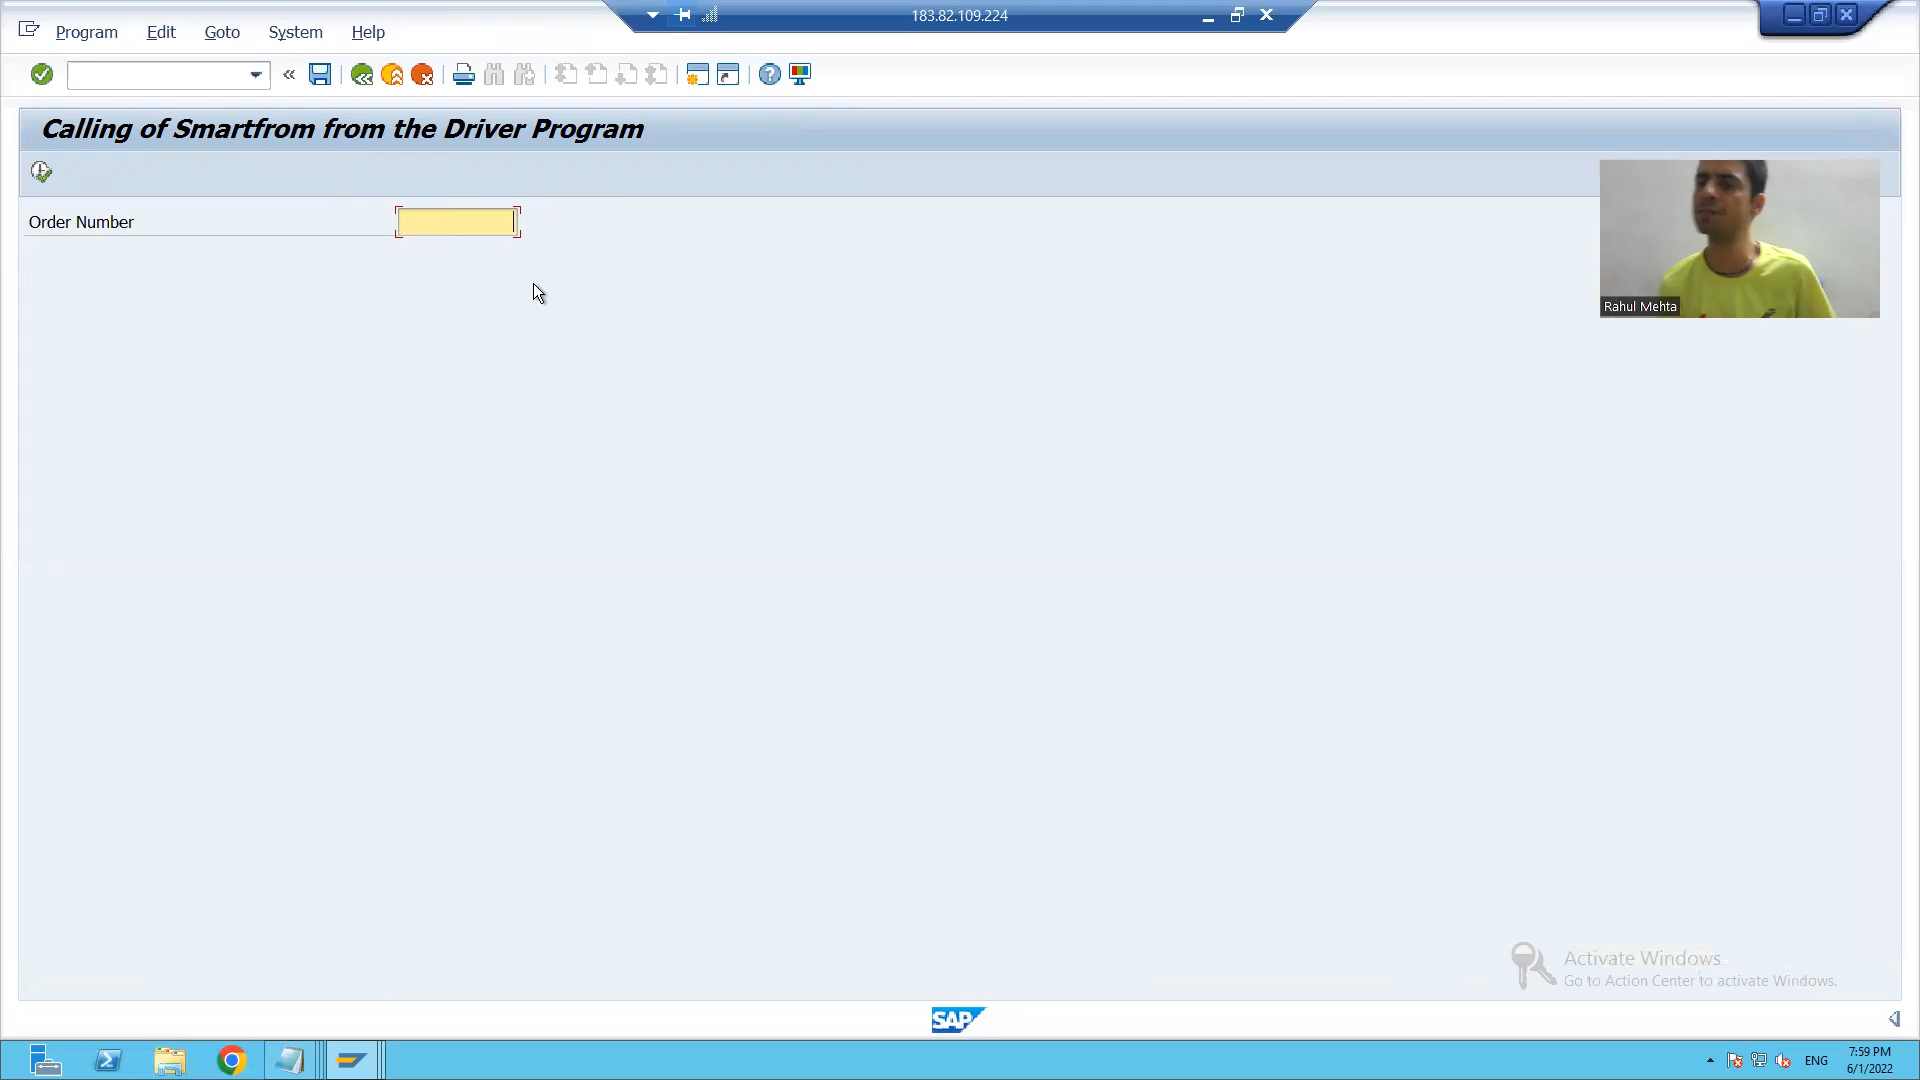 183.82.109.224
Program Edit Goto System Help
Calling of Smartfrom from the Driver Program
Order Number
Rahul Mehta
Activate Windows
Go to Action Center to activate Windows.
SAP
ENG
7:59 PM
6/1/2022